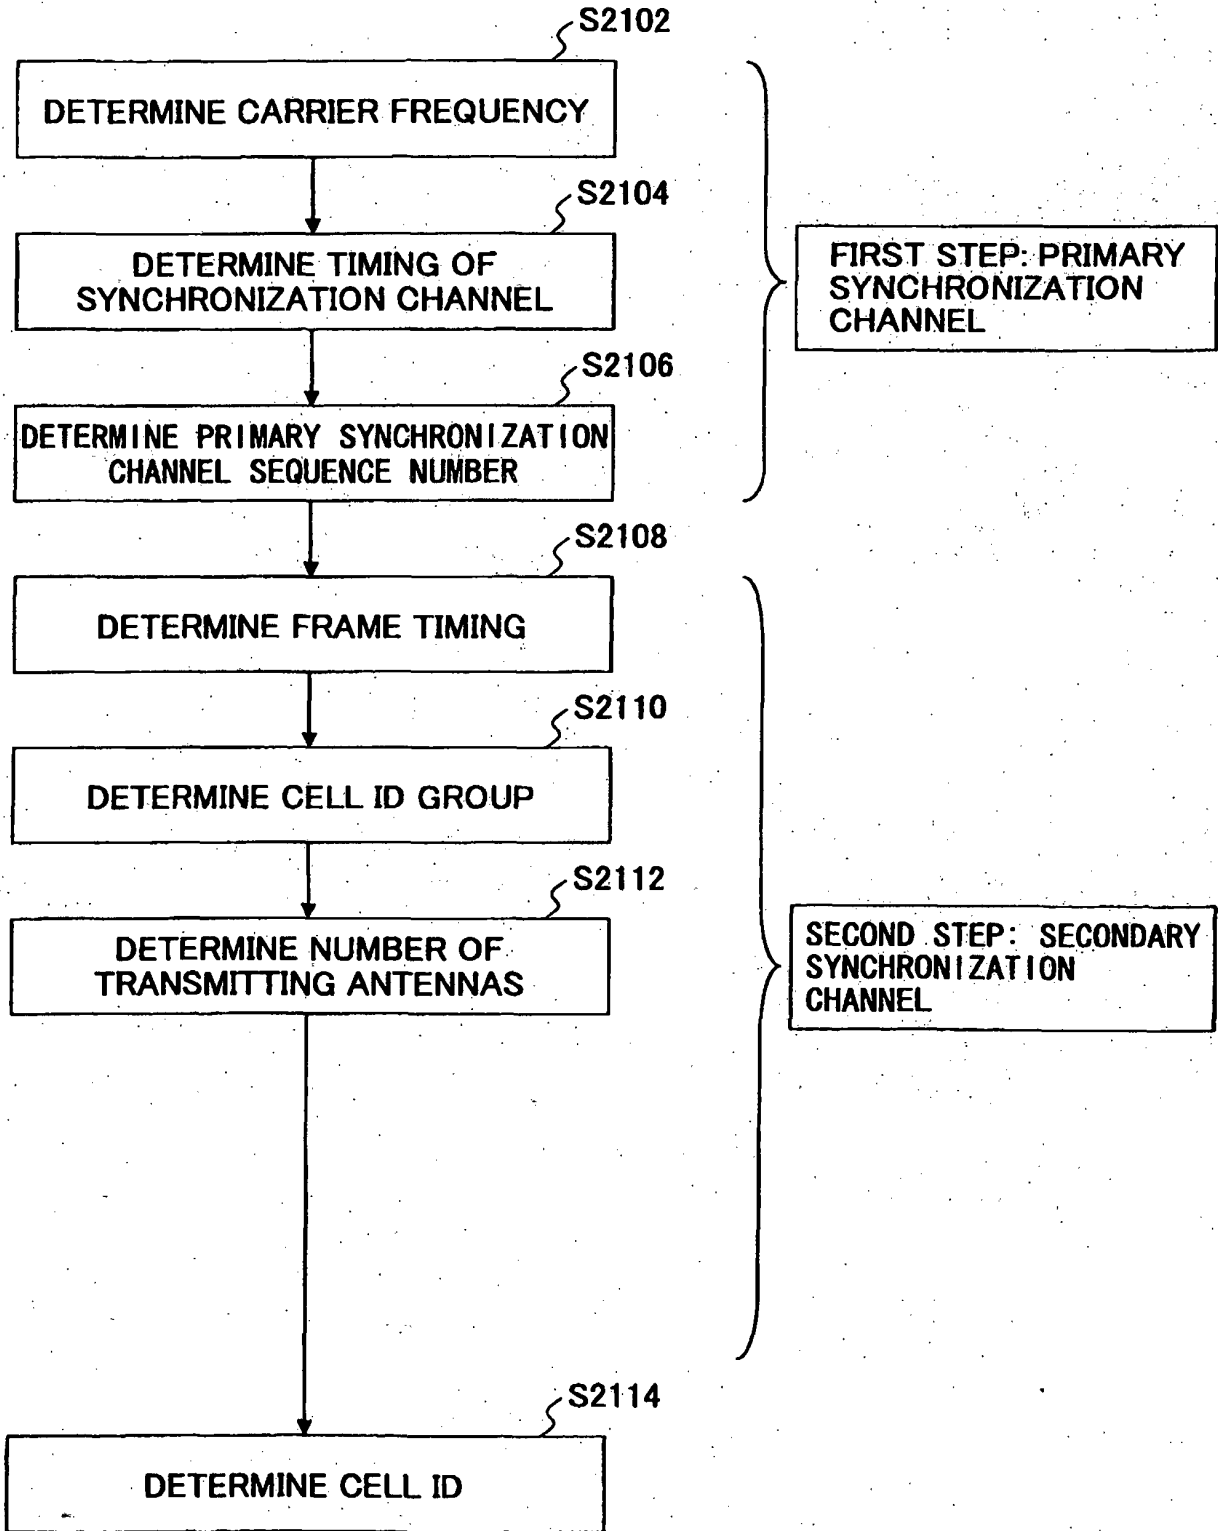 S2102
DETERMINE CARRIER FREQUENCY
S2104
DETERMINE TIMING OF
SYNCHRONIZATION CHANNEL
FIRST STEP: PRIMARY
SYNCHRONIZATION
CHANNEL
S2106
DETERMINE PRIMARY SYNCHRONIZATION
CHANNEL SEQUENCE NUMBER
S2108
DETERMINE FRAME TIMING
S2110
DETERMINE CELL ID GROUP
S2112
DETERMINE NUMBER OF
TRANSMITTING ANTENNAS
SECOND STEP: SECONDARY
SYNCHRONIZATION
CHANNEL
S2114
DETERMINE CELL ID